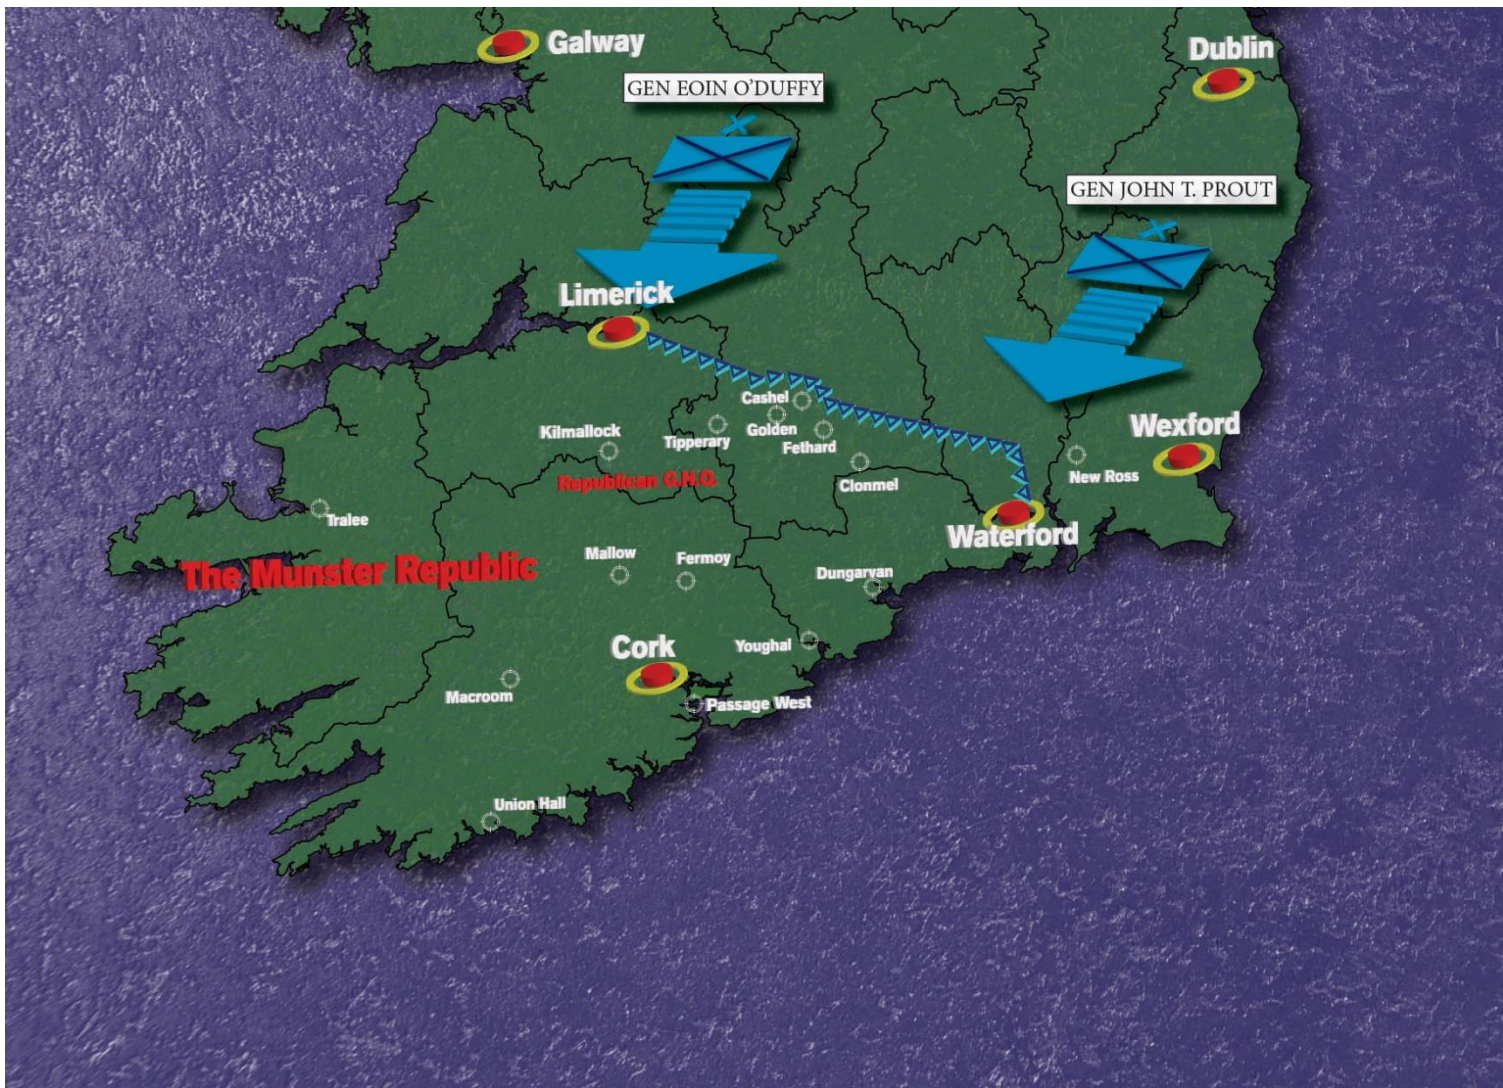 Galway
Dublin
GEN EOIN O'DUFFY
GEN JOHN T. PROUT
Limerick
Cashel
Kilmallock
Tipperary
Golden
Fethard
Wexford
Republican G.H.Q.
Clonmel
New Ross
Tralee
Waterford
The Munster Republic
Mallow
Fermoy
Dungarvan
Cork
Youghal
Macroom
Passage West
Union Hall